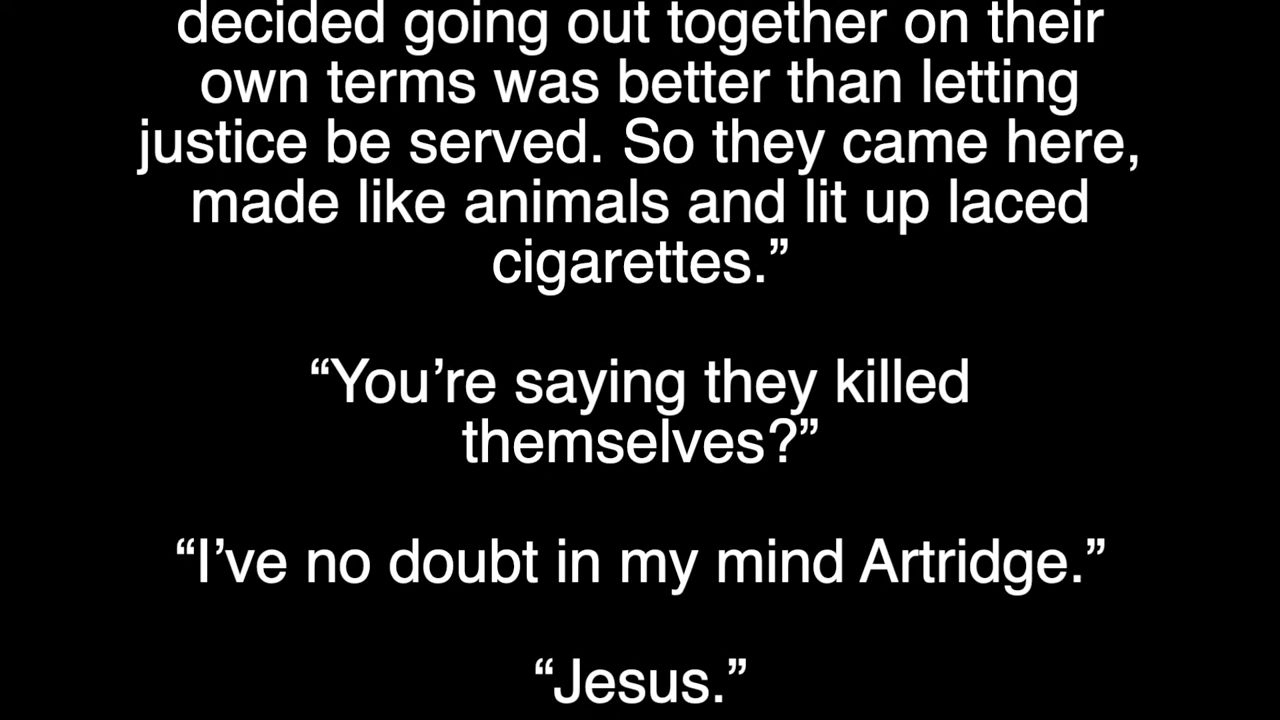 decided going out together on their
own terms was better than letting
justice be served. So they came here,
made like animals and lit up laced
cigarettes.”
“You’re saying they killed
themselves?”
“I’ve no doubt in my mind Artridge.”
“Jesus.”